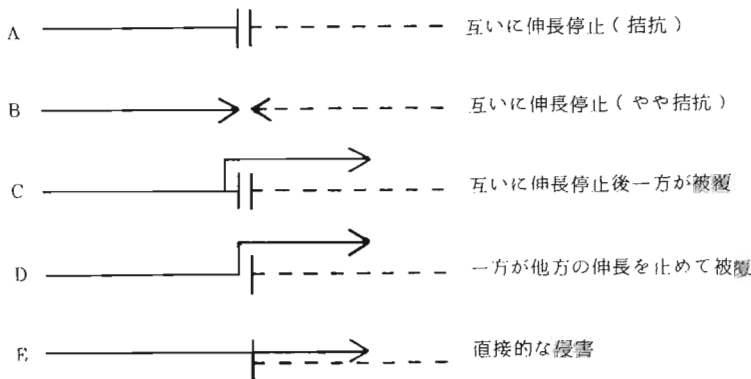 A 互いに伸長停止(拮抗)
B 互いに伸長停止(やや拮抗)
C 互いに伸長停止後一方が被覆
D 一方が他方の伸長を止めて被覆
E 直接的な侵害